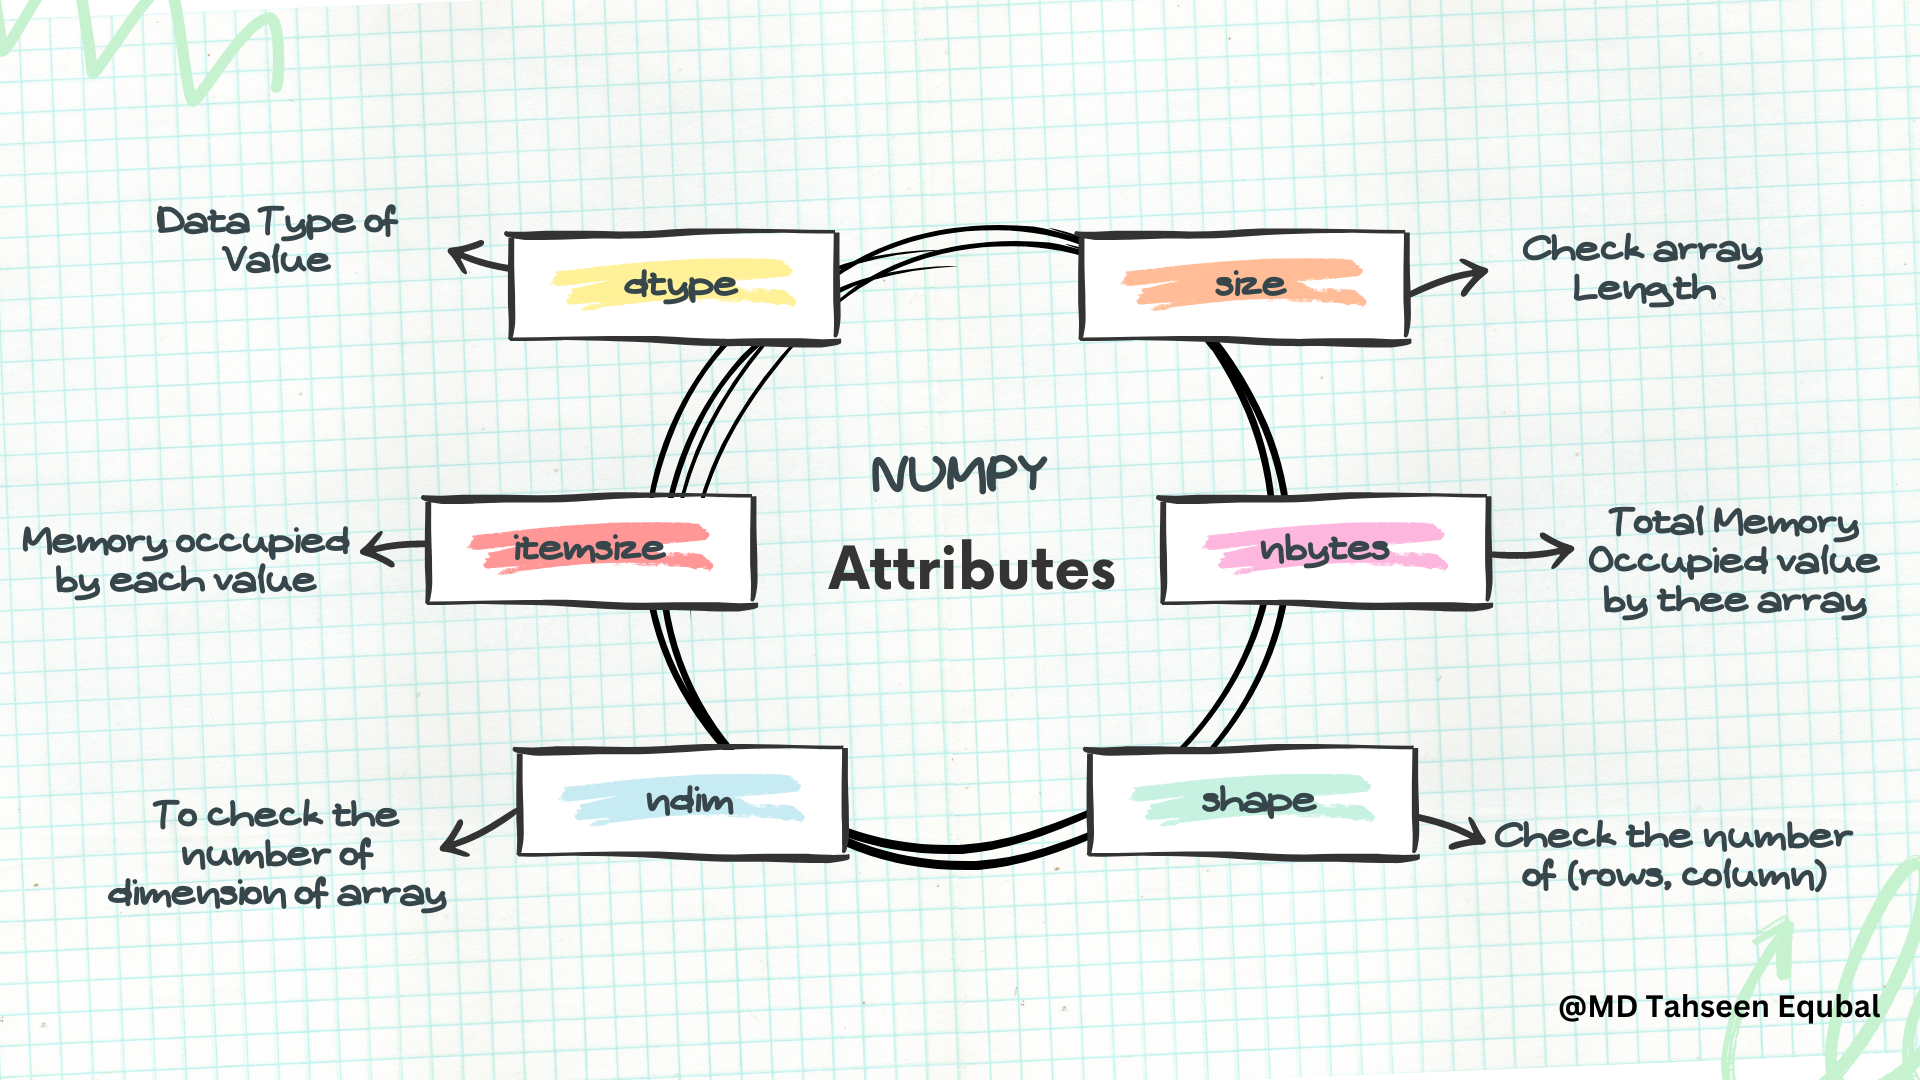 Data Type of
Value
dtype
size
Check array
Length
NUMPY
Attributes
Memory occupied
by each value
itemsize
nbytes
Total Memory
Occupied value
by thee array
To check the
number of
dimension of array
ndim
shape
Check the number
of (rows, column)
@MD Tahseen Equbal